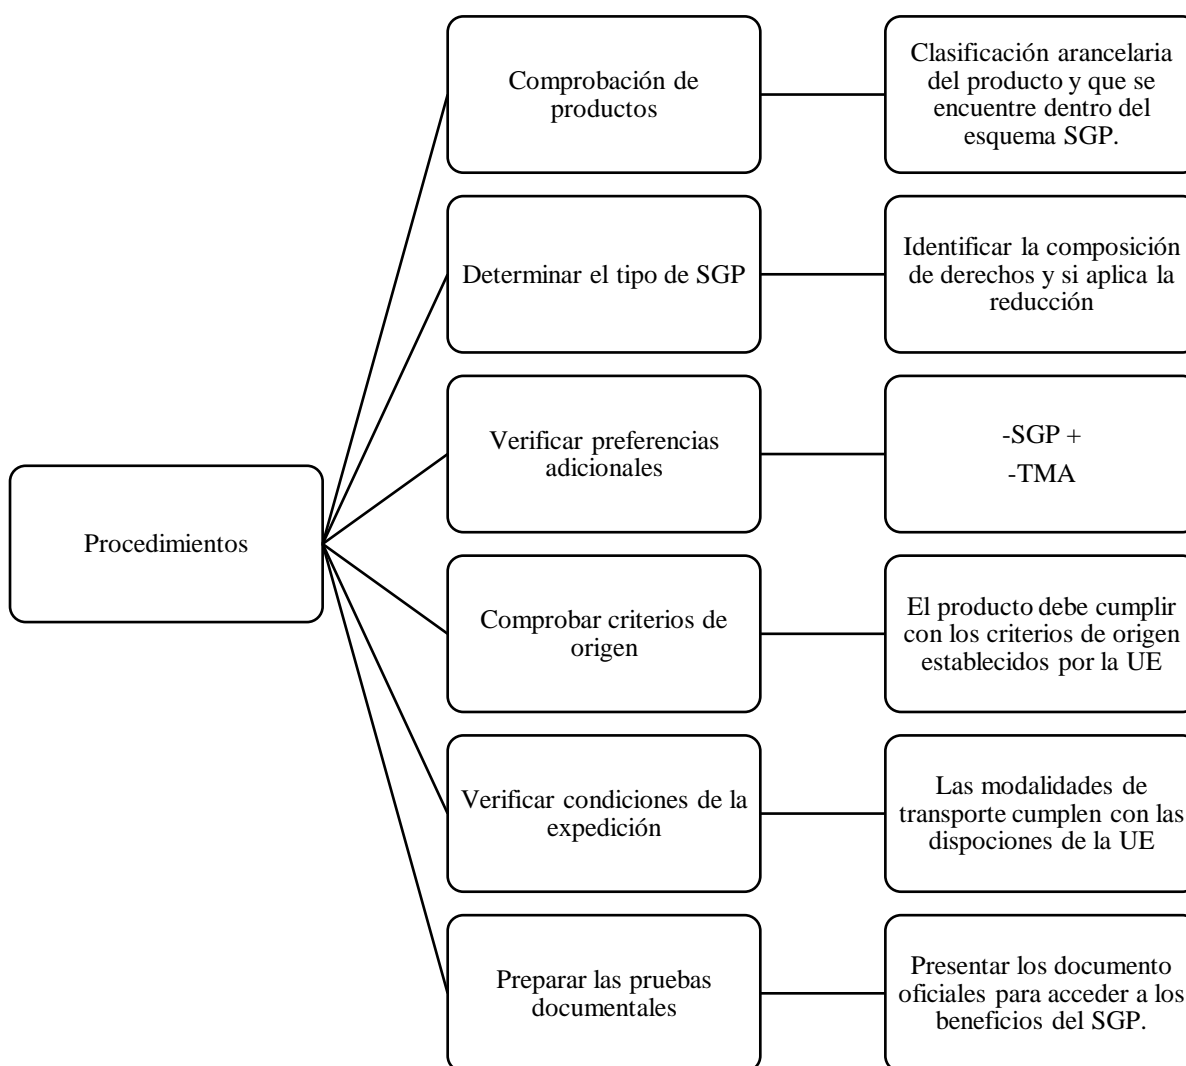 Procedimientos
Comprobación de
productos
Clasificación arancelaria
del producto y que se
encuentre dentro del
esquema SGP.
Determinar el tipo de SGP
Identificar la composición
de derechos y si aplica la
reducción
Verificar preferencias
adicionales
-SGP +
-TMA
Comprobar criterios de
origen
El producto debe cumplir
con los criterios de origen
establecidos por la UE
Verificar condiciones de la
expedición
Las modalidades de
transporte cumplen con las
dispociones de la UE
Preparar las pruebas
documentales
Presentar los documento
oficiales para acceder a los
beneficios del SGP.